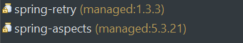 spring-retry (managed:1.3.3)
spring-aspects (managed:5.3.21)